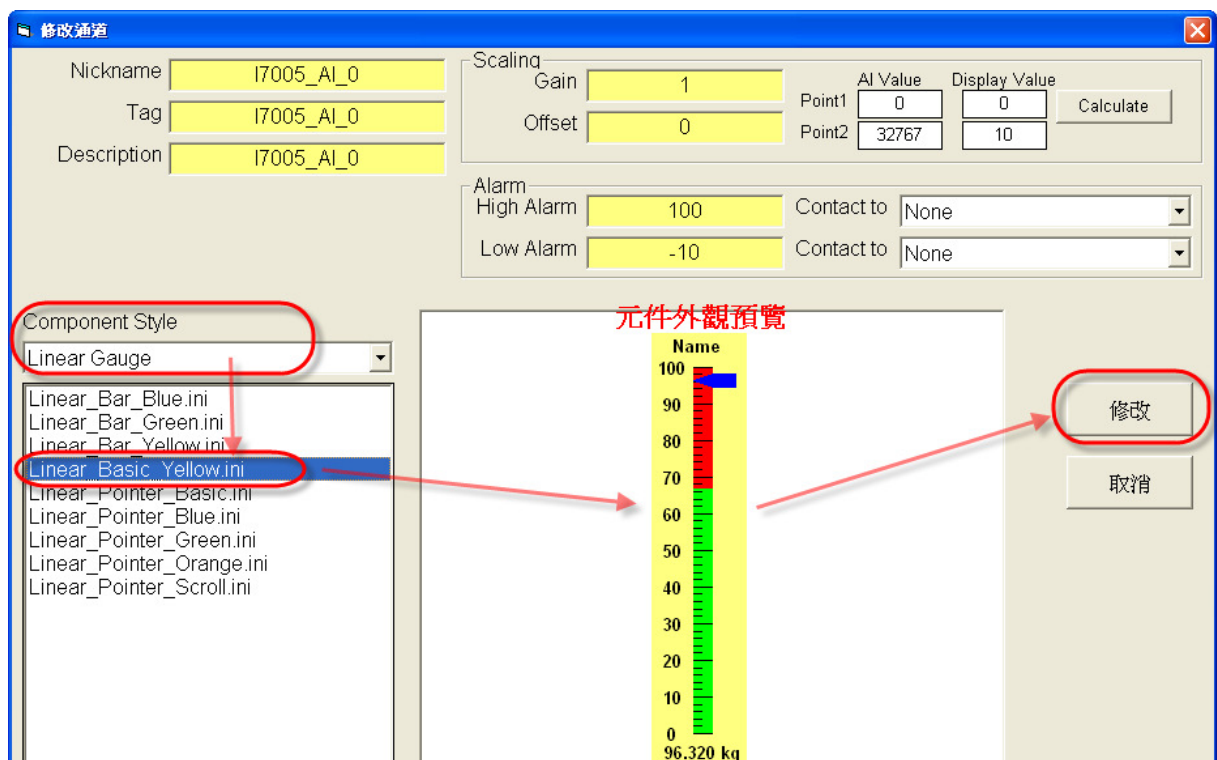 修改通道
Nickname
I7005_AI_0
Tag
I7005_AI_0
Description
I7005_AI_0
Scaling
Gain
1
Offset
0
AI Value
Display Value
Point1
0
0
Point2
32767
10
Calculate
Alarm
High Alarm
100
Contact to
None
Low Alarm
-10
Contact to
None
Component Style
Linear Gauge
Linear_Bar_Blue.ini
Linear_Bar_Green.ini
Linear_Bar_Yellow.ini
Linear_Basic_Yellow.ini
Linear_Pointer_Basic.ini
Linear_Pointer_Blue.ini
Linear_Pointer_Green.ini
Linear_Pointer_Orange.ini
Linear_Pointer_Scroll.ini
元件外觀預覽
Name
100
90
80
70
60
50
40
30
20
10
0
96.320 kg
修改
取消